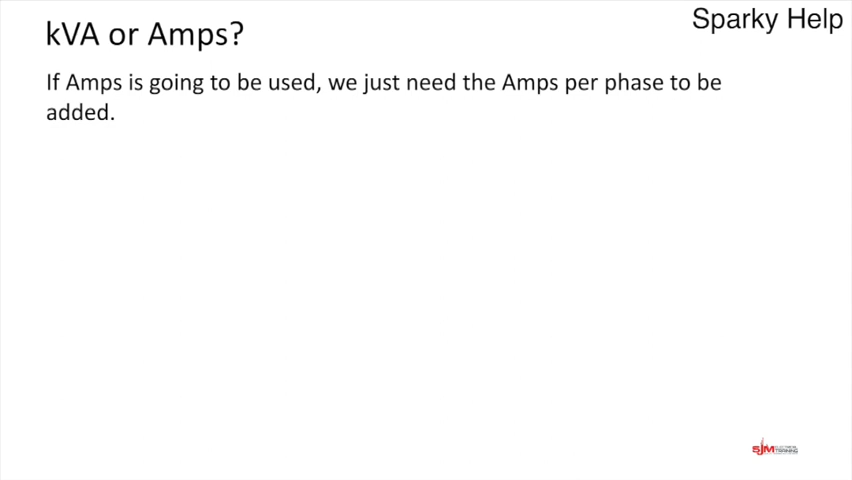 Sparky Help
kVA or Amps?
If Amps is going to be used, we just need the Amps per phase to be
added.
SJM